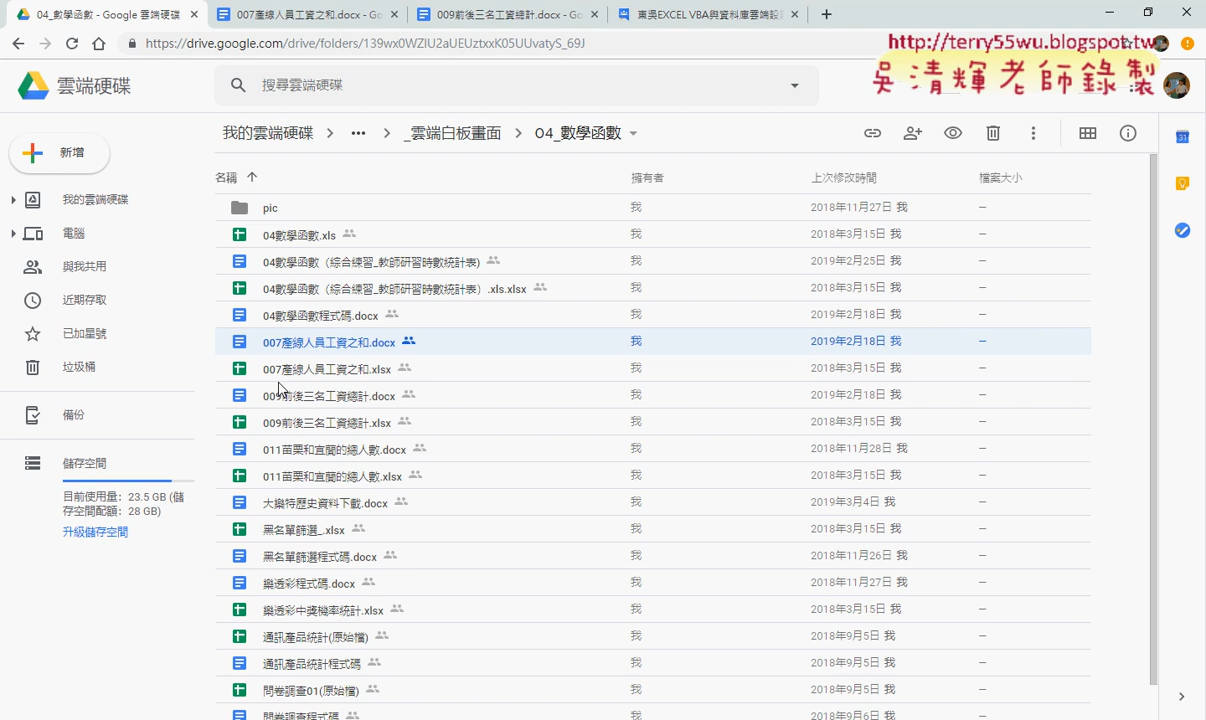 04_數學函數 - Google 雲端硬碟
007產線人員工資之和.docx - Go
009前後三名工資總計.docx - Go
東吳EXCEL VBA與資料庫雲端設
https://drive.google.com/drive/folders/139wx0WZIU2aUEUztxxK05UUvatyS_69J
http://terry55wu.blogspot.tw
吳清輝老師錄製
雲端硬碟
搜尋雲端硬碟
新增
我的雲端硬碟
電腦
與我共用
近期存取
已加星號
垃圾桶
備份
儲存空間
目前使用量：23.5 GB (儲
存空間配額：28 GB)
升級儲存空間
我的雲端硬碟 > ••• > _雲端白板畫面 > 04_數學函數
名稱 擁有者 上次修改時間 檔案大小
pic 我 2018年11月27日 我 —
04數學函數.xls 我 2018年3月15日 我 —
04數學函數（綜合練習_教師研習時數統計表） 我 2019年2月25日 我 —
04數學函數（綜合練習_教師研習時數統計表）.xls.xlsx 我 2018年3月15日 我 —
04數學函數程式碼.docx 我 2019年2月18日 我 —
007產線人員工資之和.docx 我 2019年2月18日 我 —
007產線人員工資之和.xlsx 我 2018年3月15日 我 —
009前後三名工資總計.docx 我 2019年2月18日 我 —
009前後三名工資總計.xlsx 我 2018年3月15日 我 —
011苗栗和宜蘭的總人數.docx 我 2018年11月28日 我 —
011苗栗和宜蘭的總人數.xlsx 我 2018年3月15日 我 —
大樂特歷史資料下載.docx 我 2019年3月4日 我 —
黑名單篩選_.xlsx 我 2018年3月15日 我 —
黑名單篩選程式碼.docx 我 2018年11月26日 我 —
樂透彩程式碼.docx 我 2018年11月27日 我 —
樂透彩中獎機率統計.xlsx 我 2018年3月15日 我 —
通訊產品統計(原始檔) 我 2018年9月5日 我 —
通訊產品統計程式碼 我 2018年9月5日 我 —
問卷調查01(原始檔) 我 2018年9月5日 我 —
問卷調查程式碼 我 2018年9月6日 我 —
31